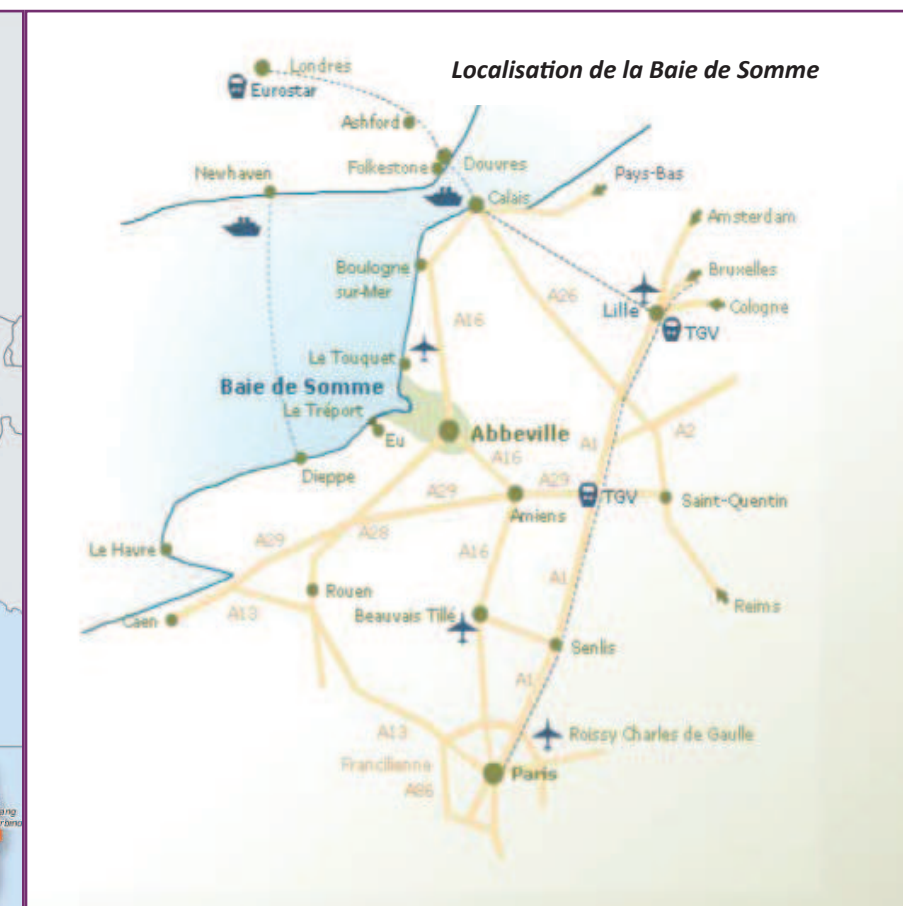 Localisation de la Baie de Somme
Londres
Eurostar
Ashford
Newhaven
Folkestone
Douvres
Calais
Pays-Bas
Amsterdam
Boulogne
sur-Mer
Bruxelles
A26
Lille
Cologne
A16
TGV
Le Touquet
Baie de Somme
Le Tréport
Eu
Abbeville
A1
A2
A16
Dieppe
A29
A29
TGV
Saint-Quentin
Amiens
A28
A29
Le Havre
A16
A1
Rouen
Reims
Caen
A13
Beauvais Tillé
Senlis
A1
A13
Roissy Charles de Gaulle
Francilienne
Paris
A86